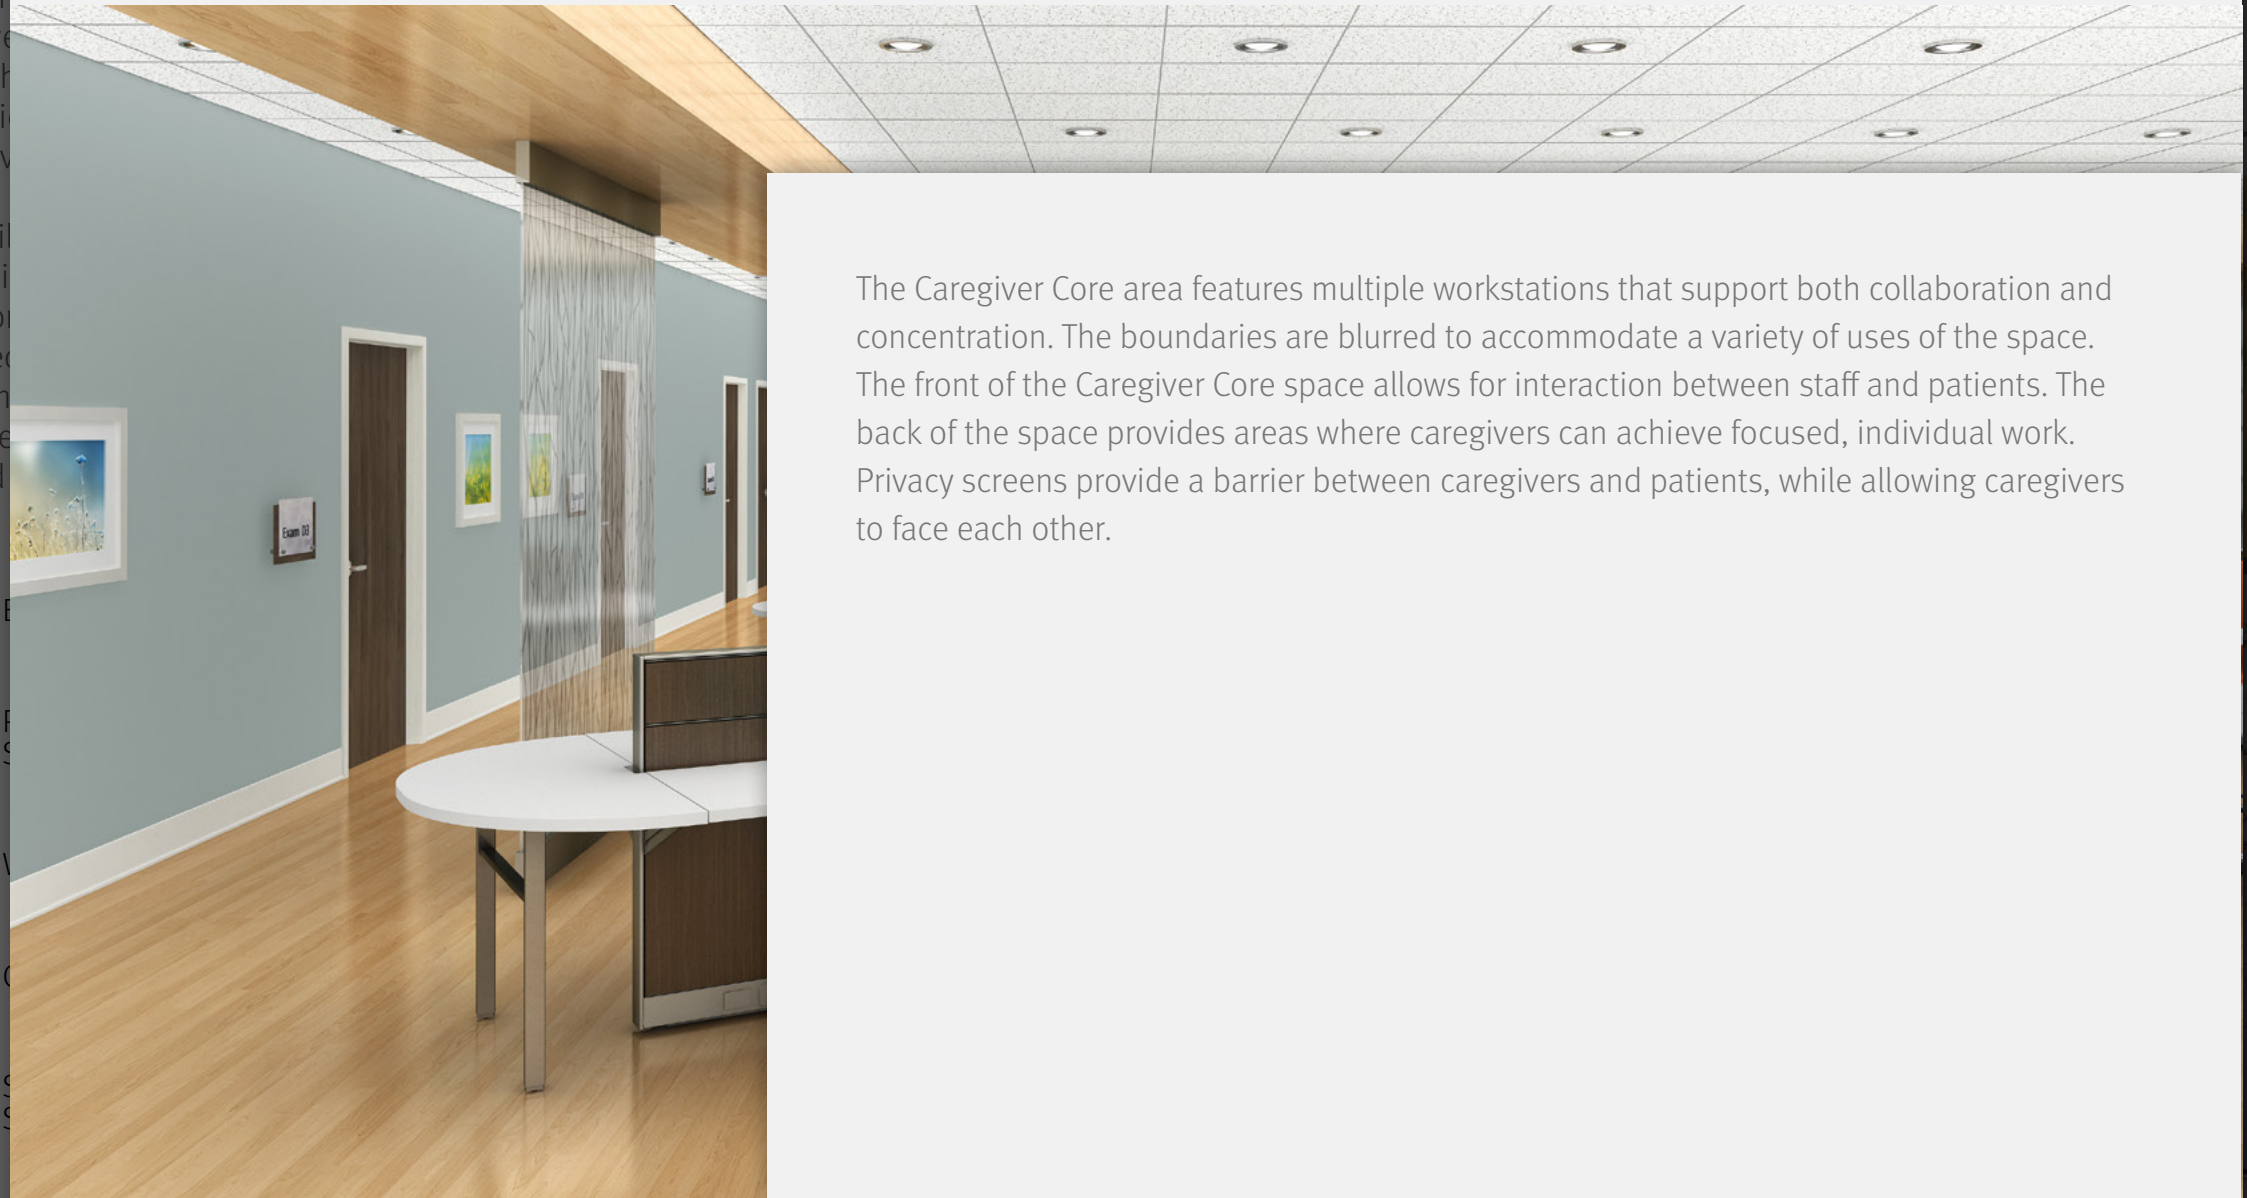 The Caregiver Core area features multiple workstations that support both collaboration and
concentration. The boundaries are blurred to accommodate a variety of uses of the space.
The front of the Caregiver Core space allows for interaction between staff and patients. The
back of the space provides areas where caregivers can achieve focused, individual work.
Privacy screens provide a barrier between caregivers and patients, while allowing caregivers
to face each other.
Exam 03